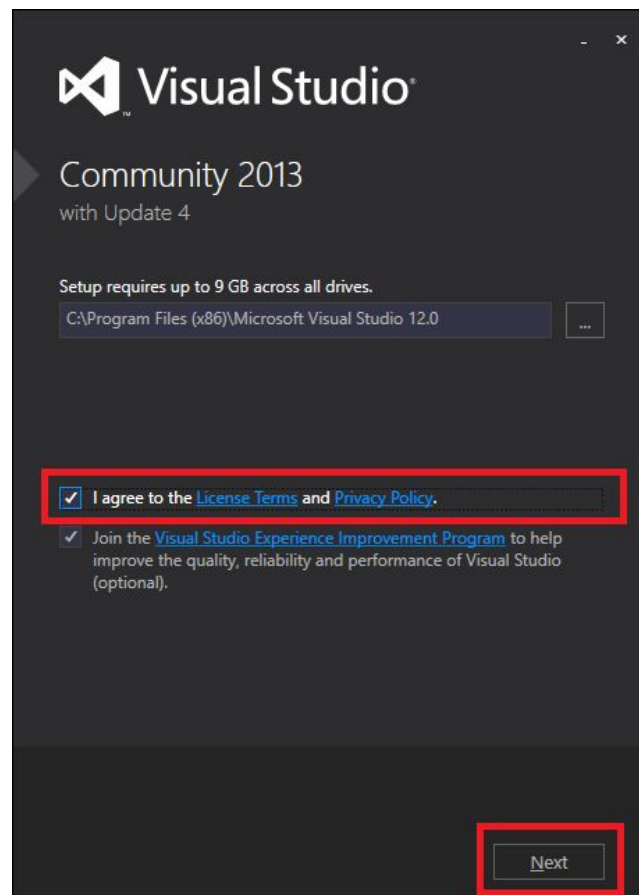 Visual Studio®
™
Community 2013
with Update 4
Setup requires up to 9 GB across all drives.
C:\Program Files (x86)\Microsoft Visual Studio 12.0
...
I agree to the License Terms and Privacy Policy.
Join the Visual Studio Experience Improvement Program to help
improve the quality, reliability and performance of Visual Studio
(optional).
Next